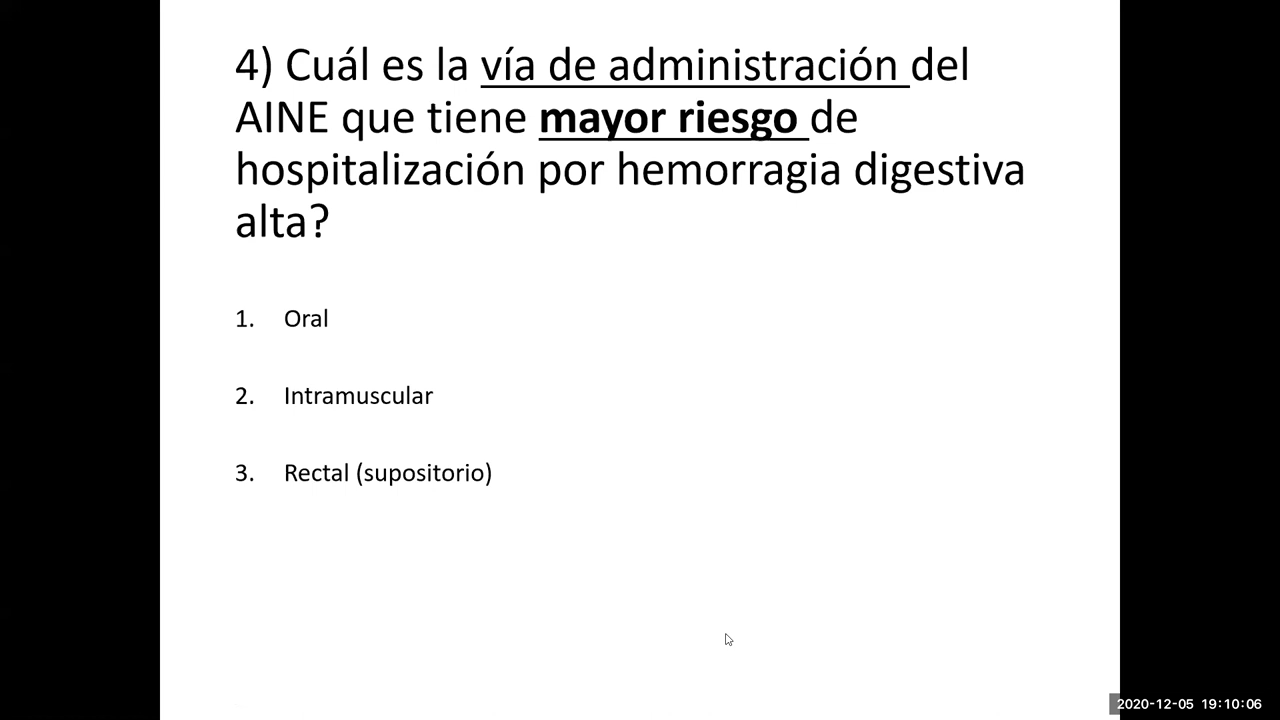 4) Cuál es la vía de administración del
AINE que tiene mayor riesgo de
hospitalización por hemorragia digestiva
alta?
1. Oral
2. Intramuscular
3. Rectal (supositorio)
2020-12-05 19:10:06